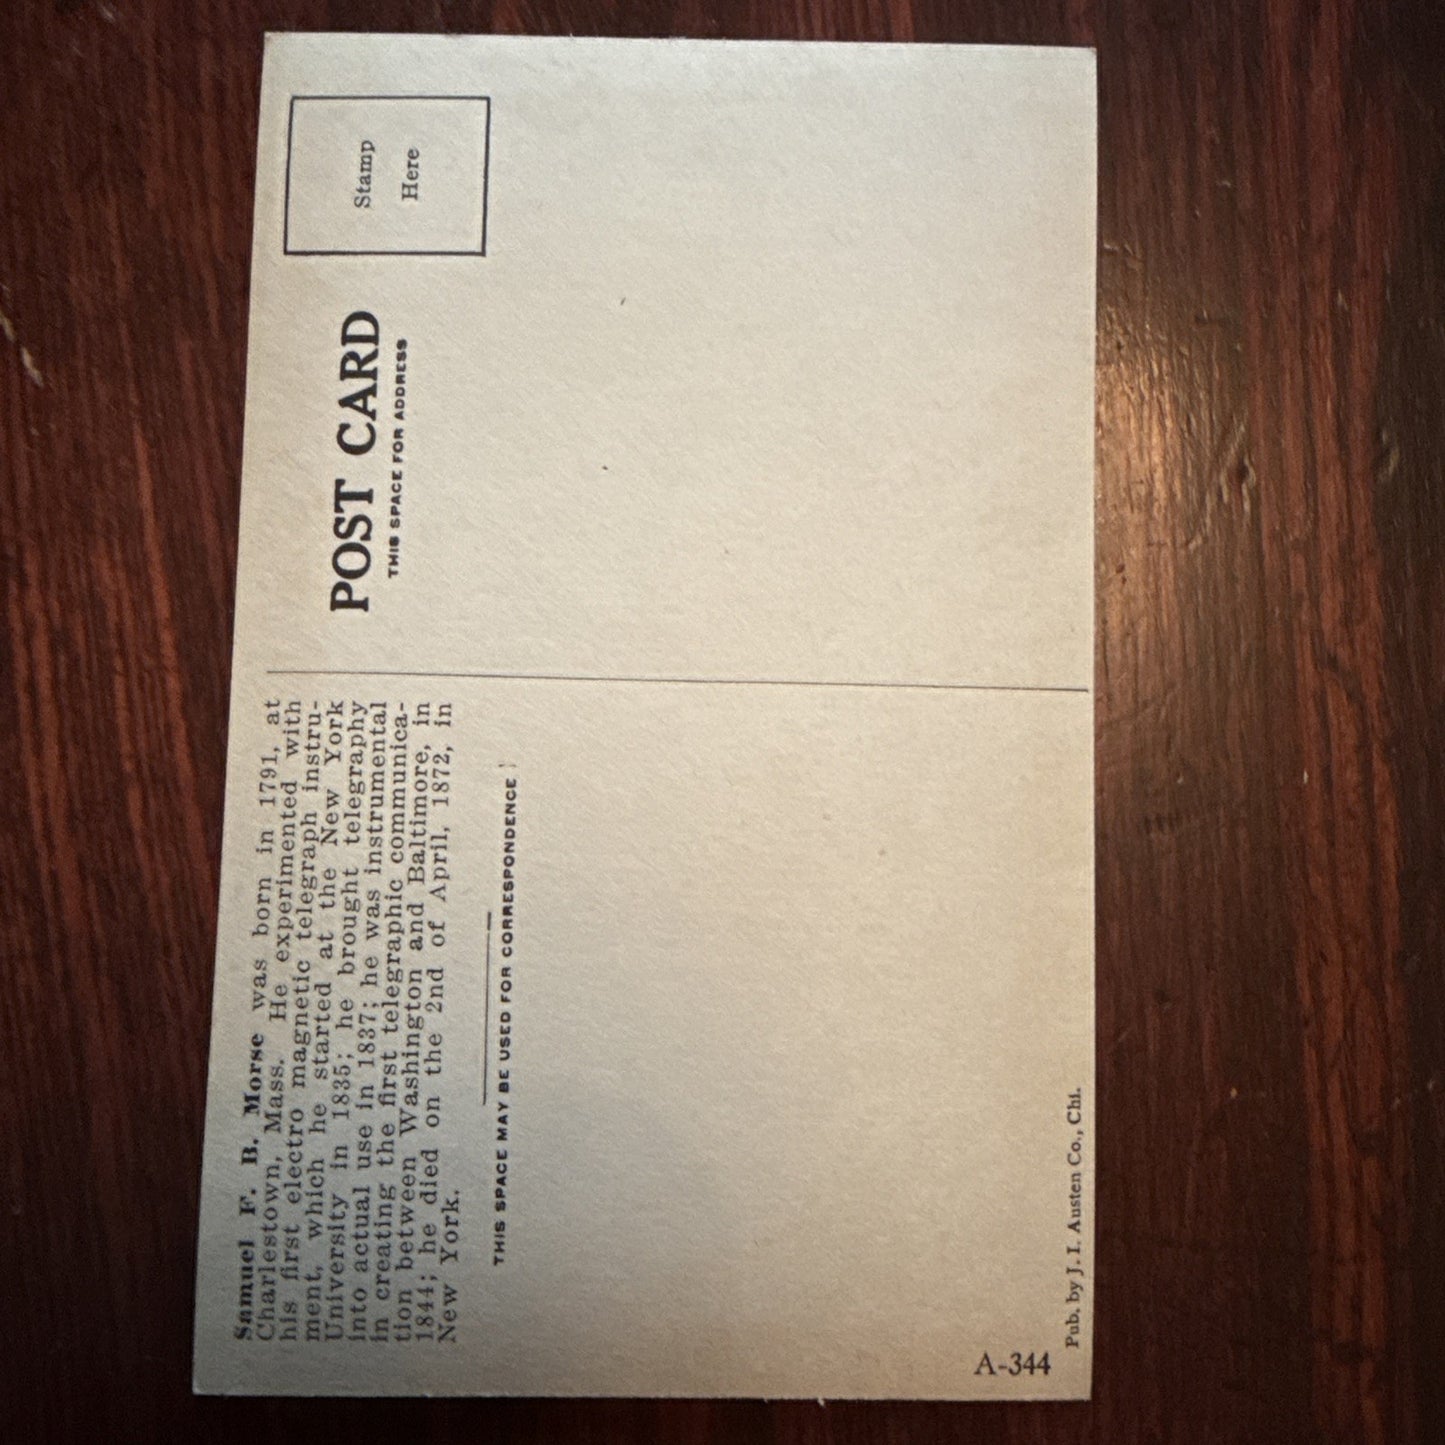 Samuel F. B. Morse was born in 1791, at
Charlestown, Mass. He experimented with
his first electro magnetic telegraph instru-
ment, which he started at the New York
University in 1835; he brought telegraphy
into actual use in 1837; he was instrumental
in creating the first telegraphic communica-
tion between Washington and Baltimore, in
1844; he died on the 2nd of April, 1872, in
New York.
THIS SPACE MAY BE USED FOR CORRESPONDENCE
A-344
Pub. by J. I. Austen Co., Chi.
POST CARD
THIS SPACE FOR ADDRESS
Stamp
Here